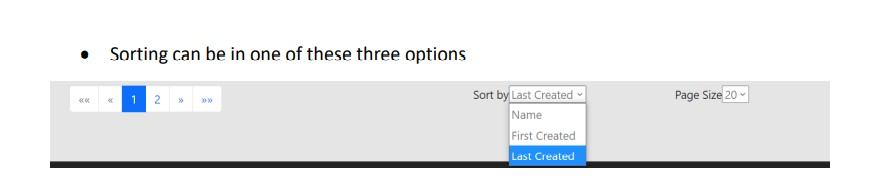 • Sorting can be in one of these three options
«« « 1 2 » »» Sort by Last Created Page Size 20
Name
First Created
Last Created